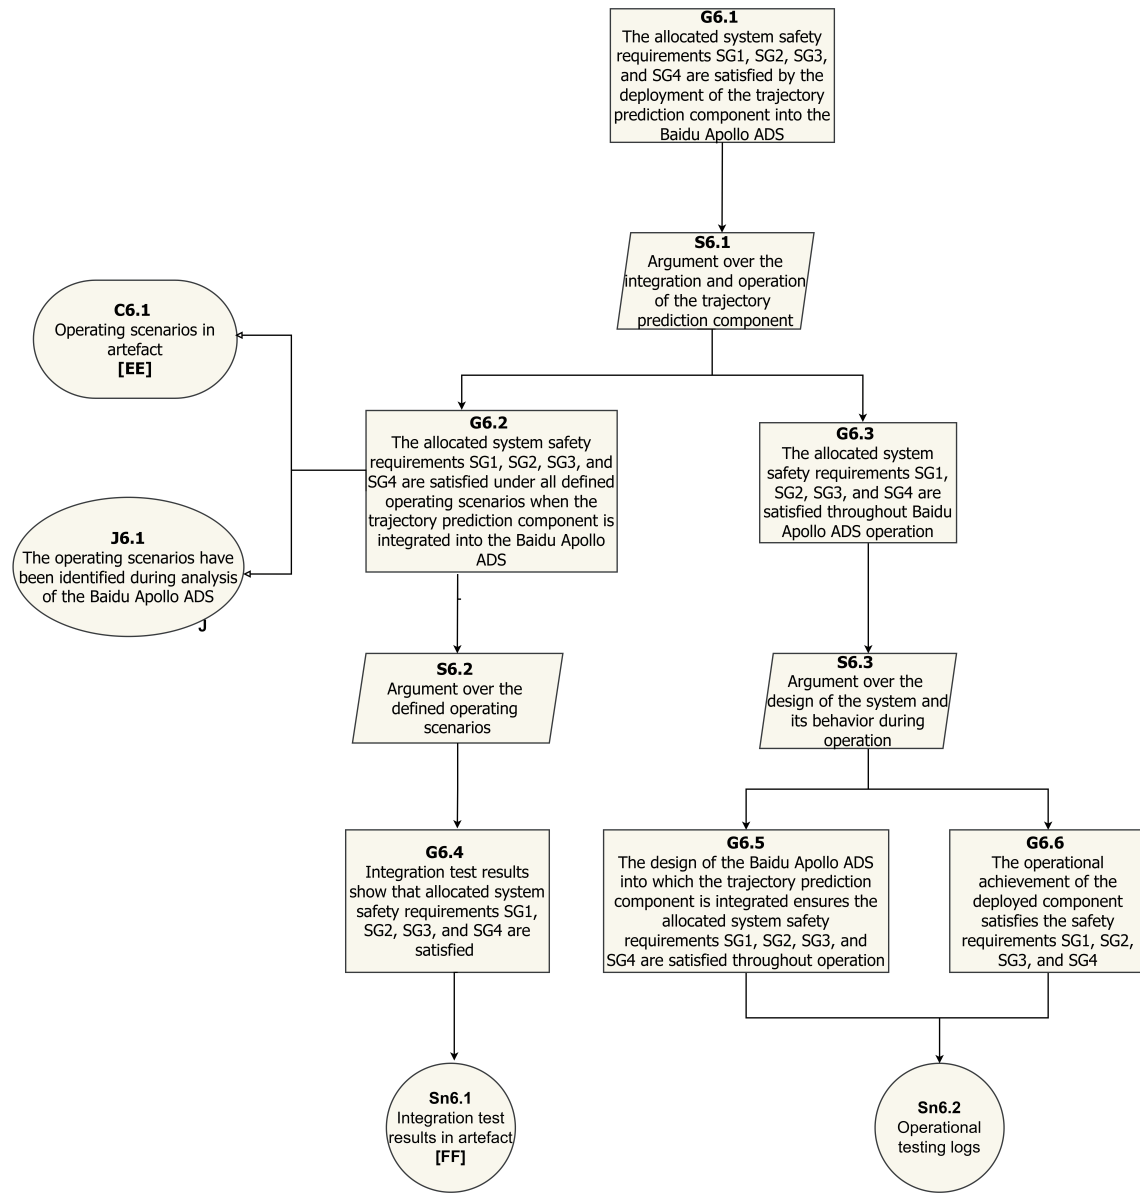 G6.1
The allocated system safety
requirements SG1, SG2, SG3,
and SG4 are satisfied by the
deployment of the trajectory
prediction component into the
Baidu Apollo ADS
S6.1
Argument over the
integration and operation
of the trajectory
prediction component
C6.1
Operating scenarios in
artefact
[EE]
J6.1
The operating scenarios have
been identified during analysis
of the Baidu Apollo ADS
J
G6.2
The allocated system safety
requirements SG1, SG2, SG3, and
SG4 are satisfied under all defined
operating scenarios when the
trajectory prediction component is
integrated into the Baidu Apollo
ADS
G6.3
The allocated system
safety requirements SG1,
SG2, SG3, and SG4 are
satisfied throughout Baidu
Apollo ADS operation
S6.2
Argument over the
defined operating
scenarios
S6.3
Argument over the
design of the system and
its behavior during
operation
G6.4
Integration test results
show that allocated system
safety requirements SG1,
SG2, SG3, and SG4 are
satisfied
G6.5
The design of the Baidu Apollo ADS
into which the trajectory prediction
component is integrated ensures the
allocated system safety
requirements SG1, SG2, SG3, and
SG4 are satisfied throughout operation
G6.6
The operational
achievement of the
deployed component
satisfies the safety
requirements SG1, SG2,
SG3, and SG4
Sn6.1
Integration test
results in artefact
[FF]
Sn6.2
Operational
testing logs